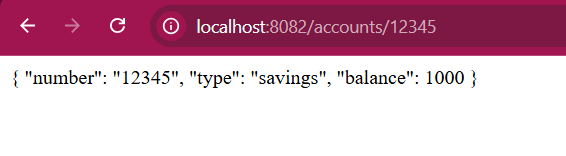 localhost:8082/accounts/12345
{ "number": "12345", "type": "savings", "balance": 1000 }